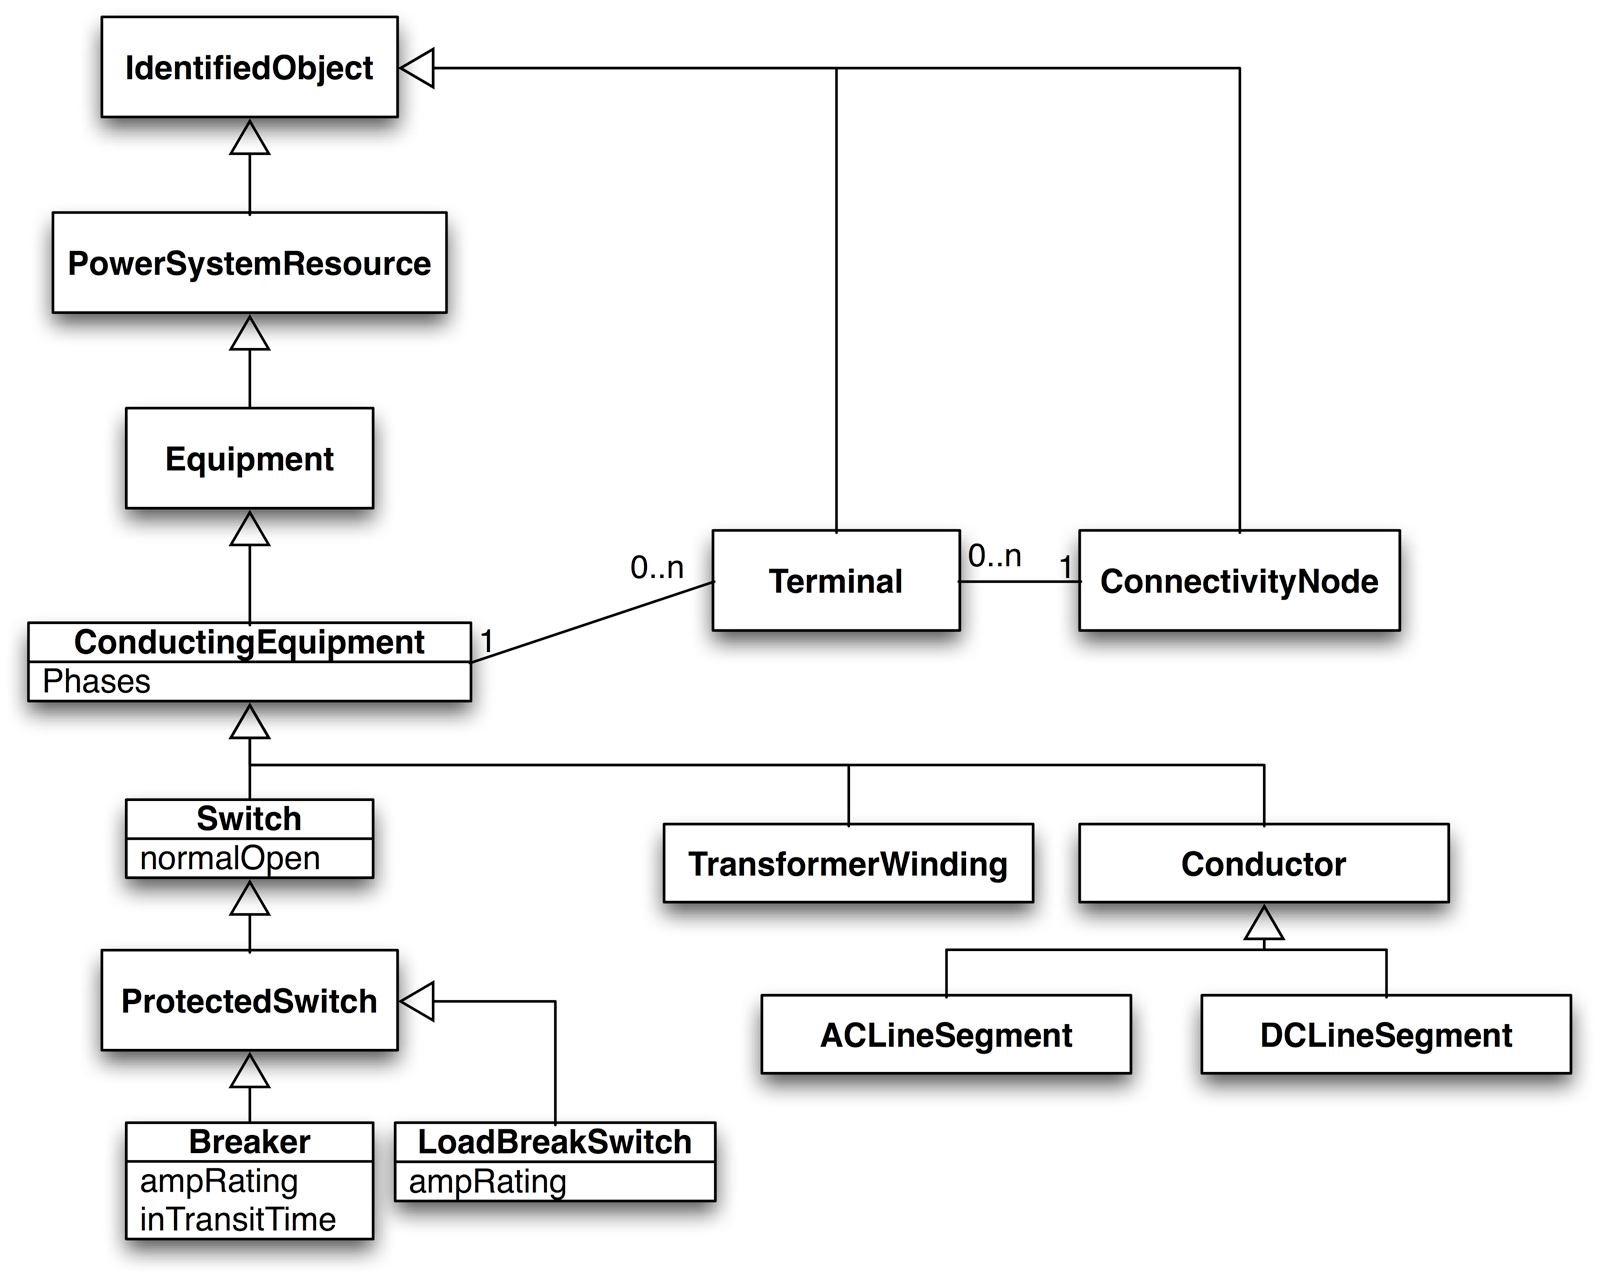 IdentifiedObject
PowerSystemResource
Equipment
0..n
Terminal
0..n
1
ConnectivityNode
ConductingEquipment
1
Phases
Switch
normalOpen
TransformerWinding
Conductor
ProtectedSwitch
ACLineSegment
DCLineSegment
Breaker
ampRating
inTransitTime
LoadBreakSwitch
ampRating